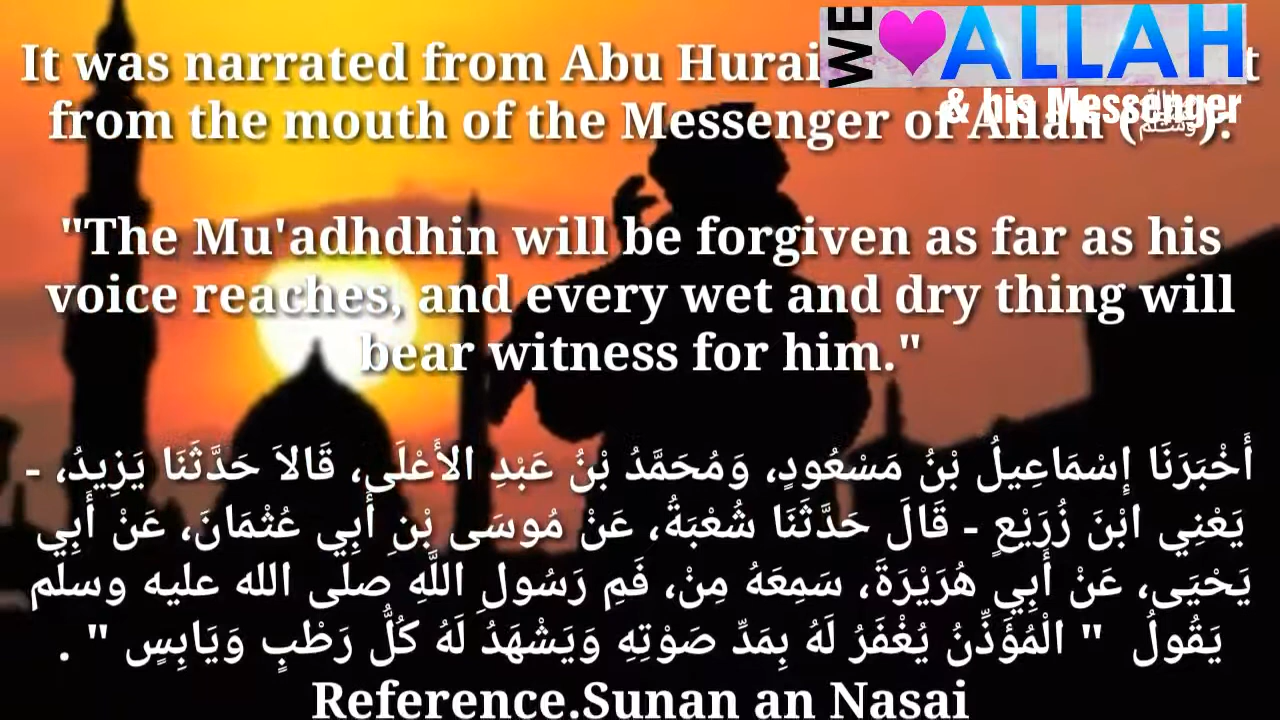 WE ALLAH
& his Messenger
It was narrated from Abu Hurai
from the mouth of the Messenger of Allah (ﷺ):
"The Mu'adhdhin will be forgiven as far as his
voice reaches, and every wet and dry thing will
bear witness for him."
أَخْبَرَنَا إِسْمَاعِيلُ بْنُ مَسْعُودٍ، وَمُحَمَّدُ بْنُ عَبْدِ الأَعْلَى، قَالاَ حَدَّثَنَا يَزِيدُ، -
يَعْنِي ابْنَ زُرَيْعٍ - قَالَ حَدَّثَنَا شُعْبَةُ، عَنْ مُوسَى بْنِ أَبِي عُثْمَانَ، عَنْ أَبِي
يَحْيَى، عَنْ أَبِي هُرَيْرَةَ، سَمِعَهُ مِنْ، فَمِ رَسُولِ اللَّهِ صلى الله عليه وسلم
يَقُولُ ‏ "‏ الْمُؤَذِّنُ يُغْفَرُ لَهُ بِمَدِّ صَوْتِهِ وَيَشْهَدُ لَهُ كُلُّ رَطْبٍ وَيَابِسٍ ‏"‏ ‏.‏
Reference.Sunan an Nasai